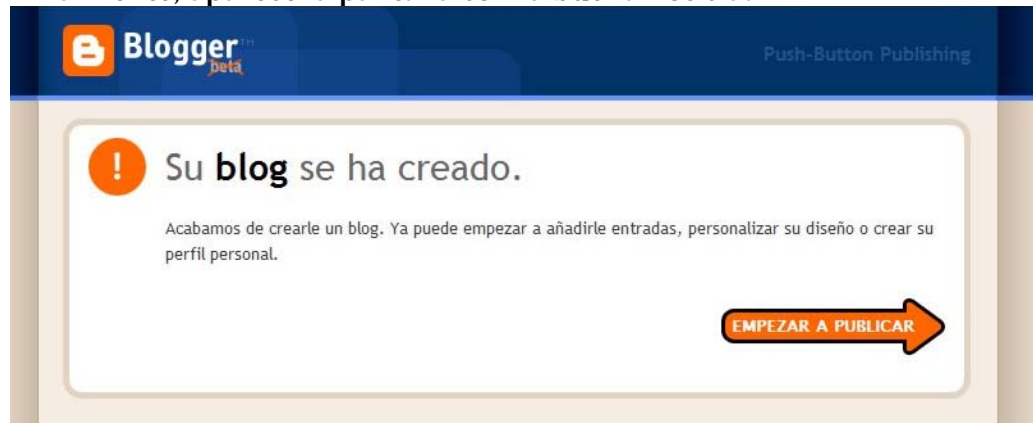 Blogger™
beta
Push-Button Publishing
!
Su blog se ha creado.
Acabamos de crearle un blog. Ya puede empezar a añadirle entradas, personalizar su diseño o crear su
perfil personal.
EMPEZAR A PUBLICAR